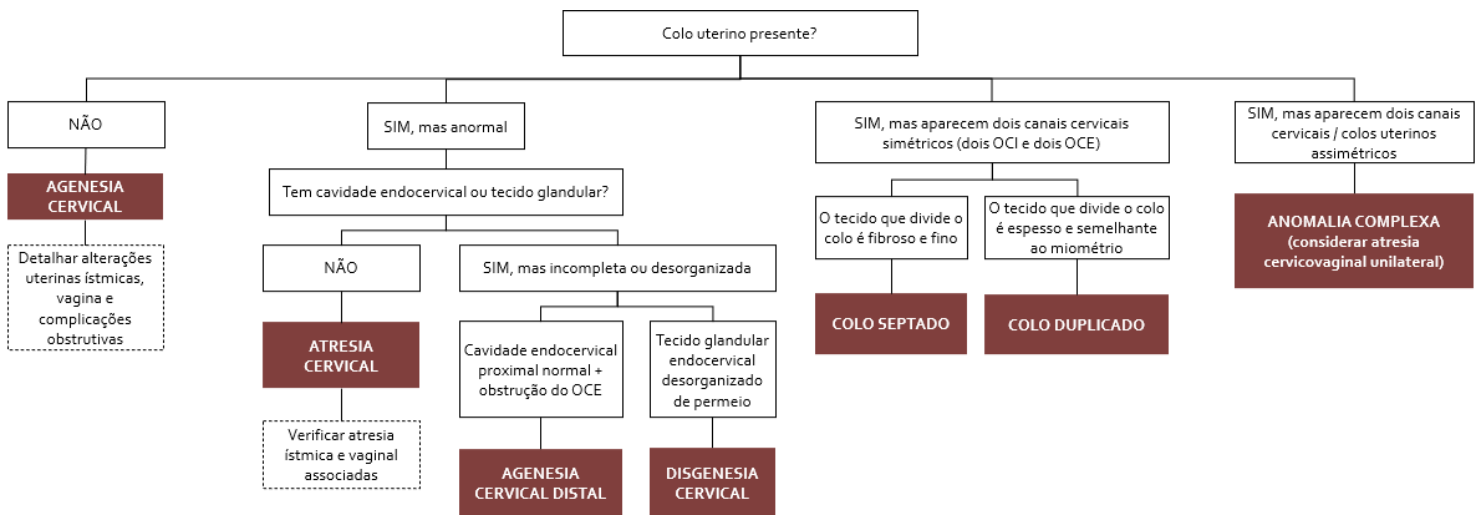 Colo uterino presente?
NÃO
SIM, mas anormal
SIM, mas aparecem dois canais cervicais
simétricos (dois OCI e dois OCE)
SIM, mas aparecem dois canais
cervicais / colos uterinos
assimétricos
AGENESIA
CERVICAL
Tem cavidade endocervical ou tecido glandular?
O tecido que divide o
colo é fibroso e fino
O tecido que divide o colo
é espesso e semelhante
ao miométrio
ANOMALIA COMPLEXA
(considerar atresia
cervicovaginal unilateral)
Detalhar alterações
uterinas ístmicas,
vagina e
complicações
obstrutivas
NÃO
SIM, mas incompleta ou desorganizada
COLO SEPTADO
COLO DUPLICADO
ATRESIA
CERVICAL
Cavidade endocervical
proximal normal +
obstrução do OCE
Tecido glandular
endocervical
desorganizado
de permeio
Verificar atresia
ístmica e vaginal
associadas
AGENESIA
CERVICAL DISTAL
DISGENESIA
CERVICAL